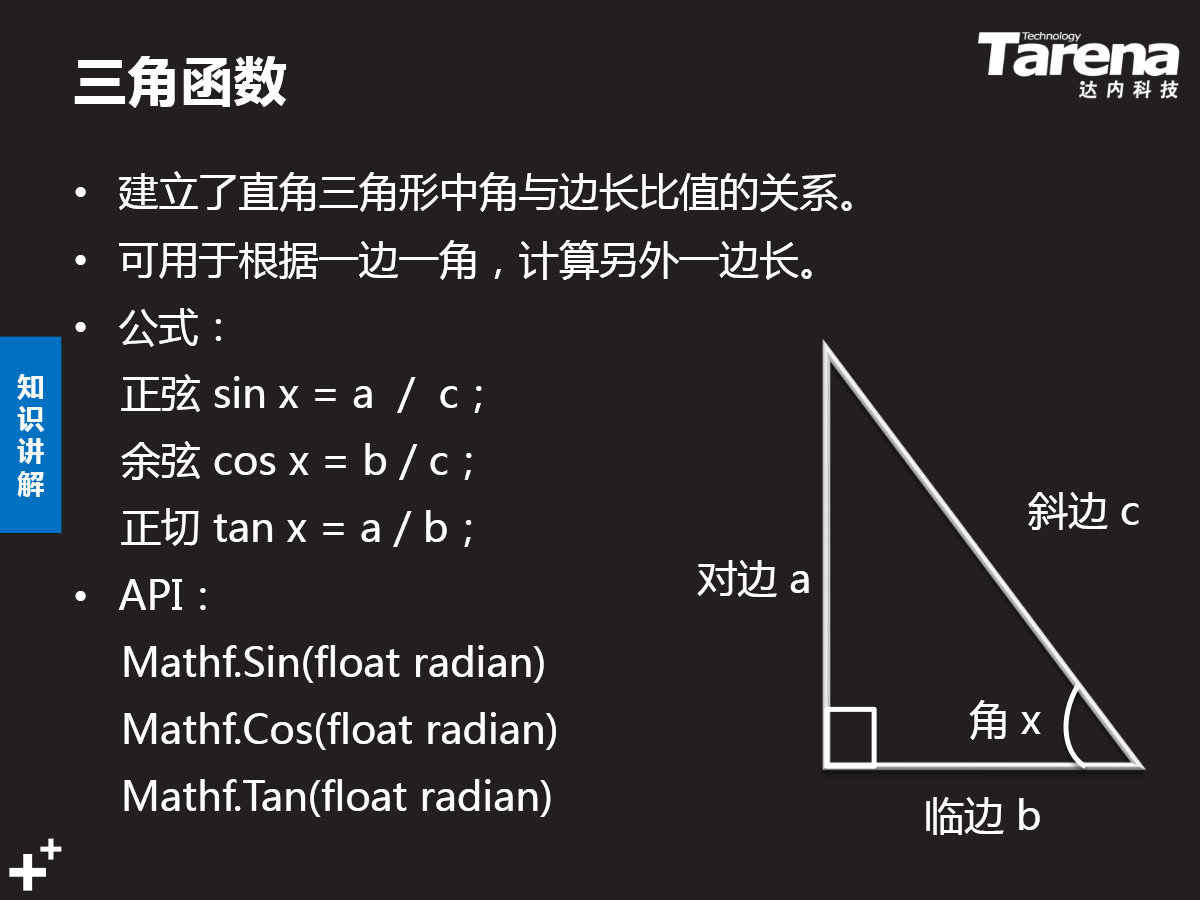 三角函数
Technology
Tarena
达内科技
• 建立了直角三角形中角与边长比值的关系。
• 可用于根据一边一角，计算另外一边长。
• 公式：
正弦 sin x = a / c；
余弦 cos x = b / c；
正切 tan x = a / b；
• API：
Mathf.Sin(float radian)
Mathf.Cos(float radian)
Mathf.Tan(float radian)
知
识
讲
解
斜边 c
对边 a
角 x
临边 b